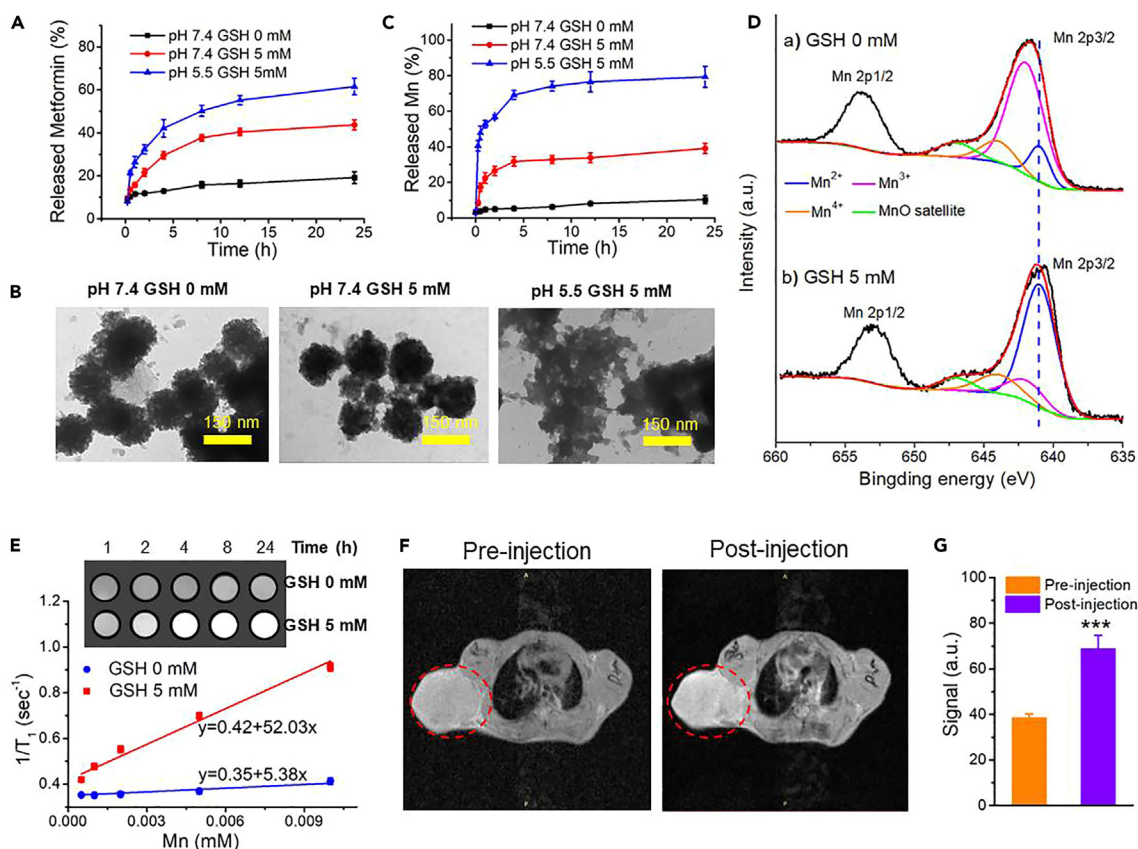 A
pH 7.4 GSH 0 mM
pH 7.4 GSH 5 mM
pH 5.5 GSH 5mM
Released Metformin (%)
80
60
40
20
0
0 5 10 15 20 25
Time (h)
C
pH 7.4 GSH 0 mM
pH 7.4 GSH 5 mM
pH 5.5 GSH 5 mM
Released Mn (%)
100
80
60
40
20
0
0 5 10 15 20 25
Time (h)
D
a) GSH 0 mM
Mn 2p3/2
Mn 2p1/2
Mn²⁺
Mn³⁺
Mn⁴⁺
MnO satellite
b) GSH 5 mM
Mn 2p3/2
Mn 2p1/2
Intensity (a.u.)
660 655 650 645 640 635
Bingding energy (eV)
B
pH 7.4 GSH 0 mM
pH 7.4 GSH 5 mM
pH 5.5 GSH 5 mM
150 nm
150 nm
150 nm
E
1 2 4 8 24 Time (h)
GSH 0 mM
GSH 5 mM
GSH 0 mM
GSH 5 mM
y=0.42+52.03x
y=0.35+5.38x
1/T₁ (sec⁻¹)
1.2
1.0
0.8
0.6
0.4
0.000 0.003 0.006 0.009
Mn (mM)
F
Pre-injection
Post-injection
A
A
P
P
G
Pre-injection
Post-injection
***
Signal (a.u.)
100
80
60
40
20
0